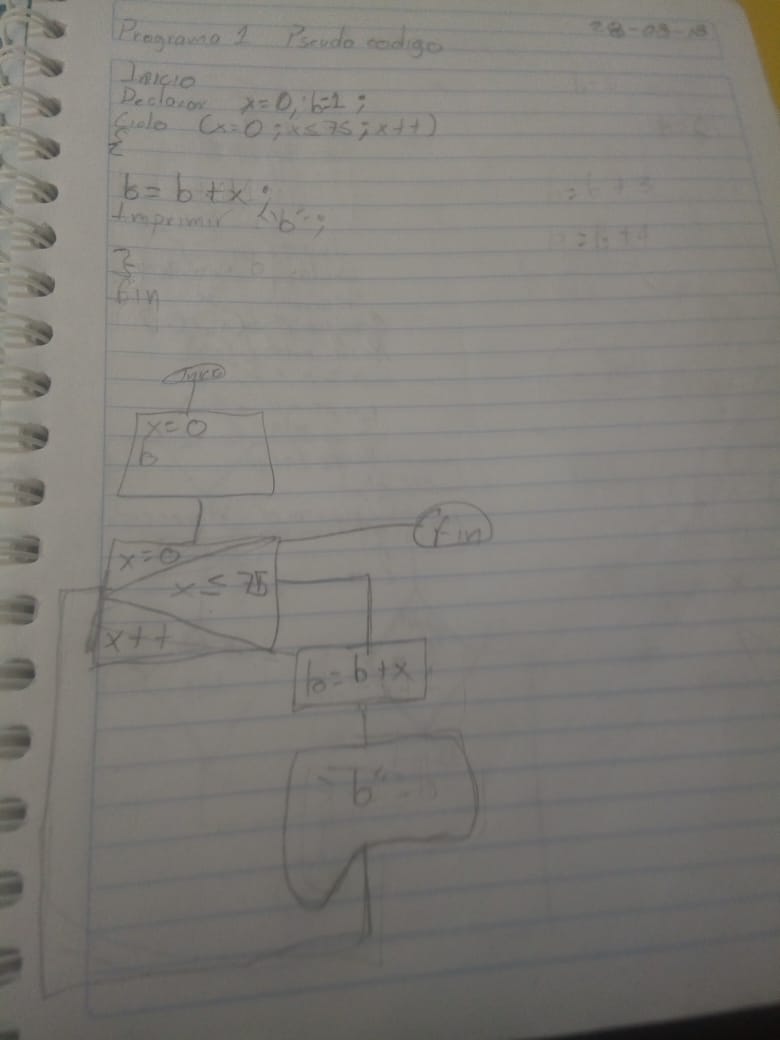 Programa 1 Pseudo codigo
28-03-18
Inicio
Declarar x=0, b=1 ;
Ciclo (x=0 ; x≤75 ; x++)
{
b = b + x ;
Imprimir "b" ;
}
fin
Inicio
x=0
b
fin
x=0
x ≤ 75
x++
b = b + x
"b"